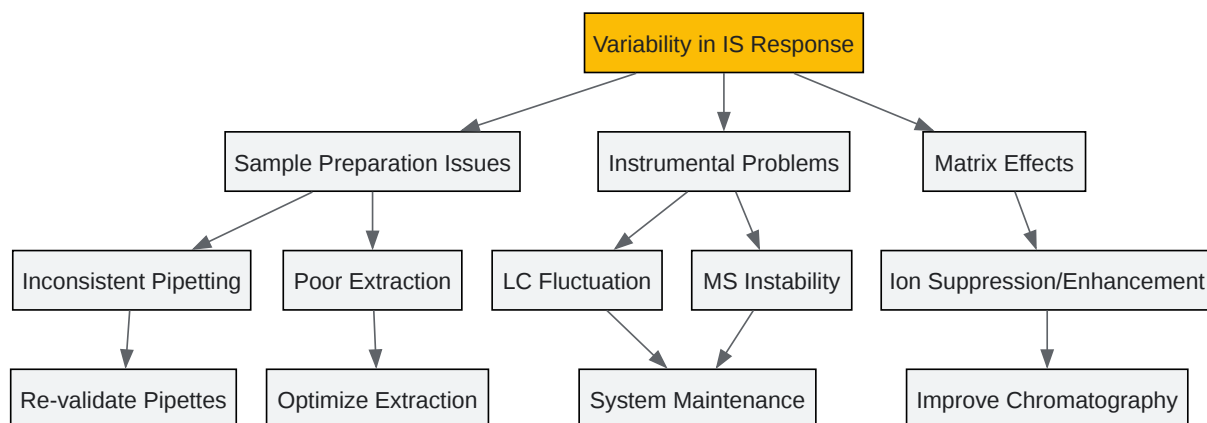 Variability in IS Response
Sample Preparation Issues
Instrumental Problems
Matrix Effects
Inconsistent Pipetting
Poor Extraction
LC Fluctuation
MS Instability
Ion Suppression/Enhancement
Re-validate Pipettes
Optimize Extraction
System Maintenance
Improve Chromatography